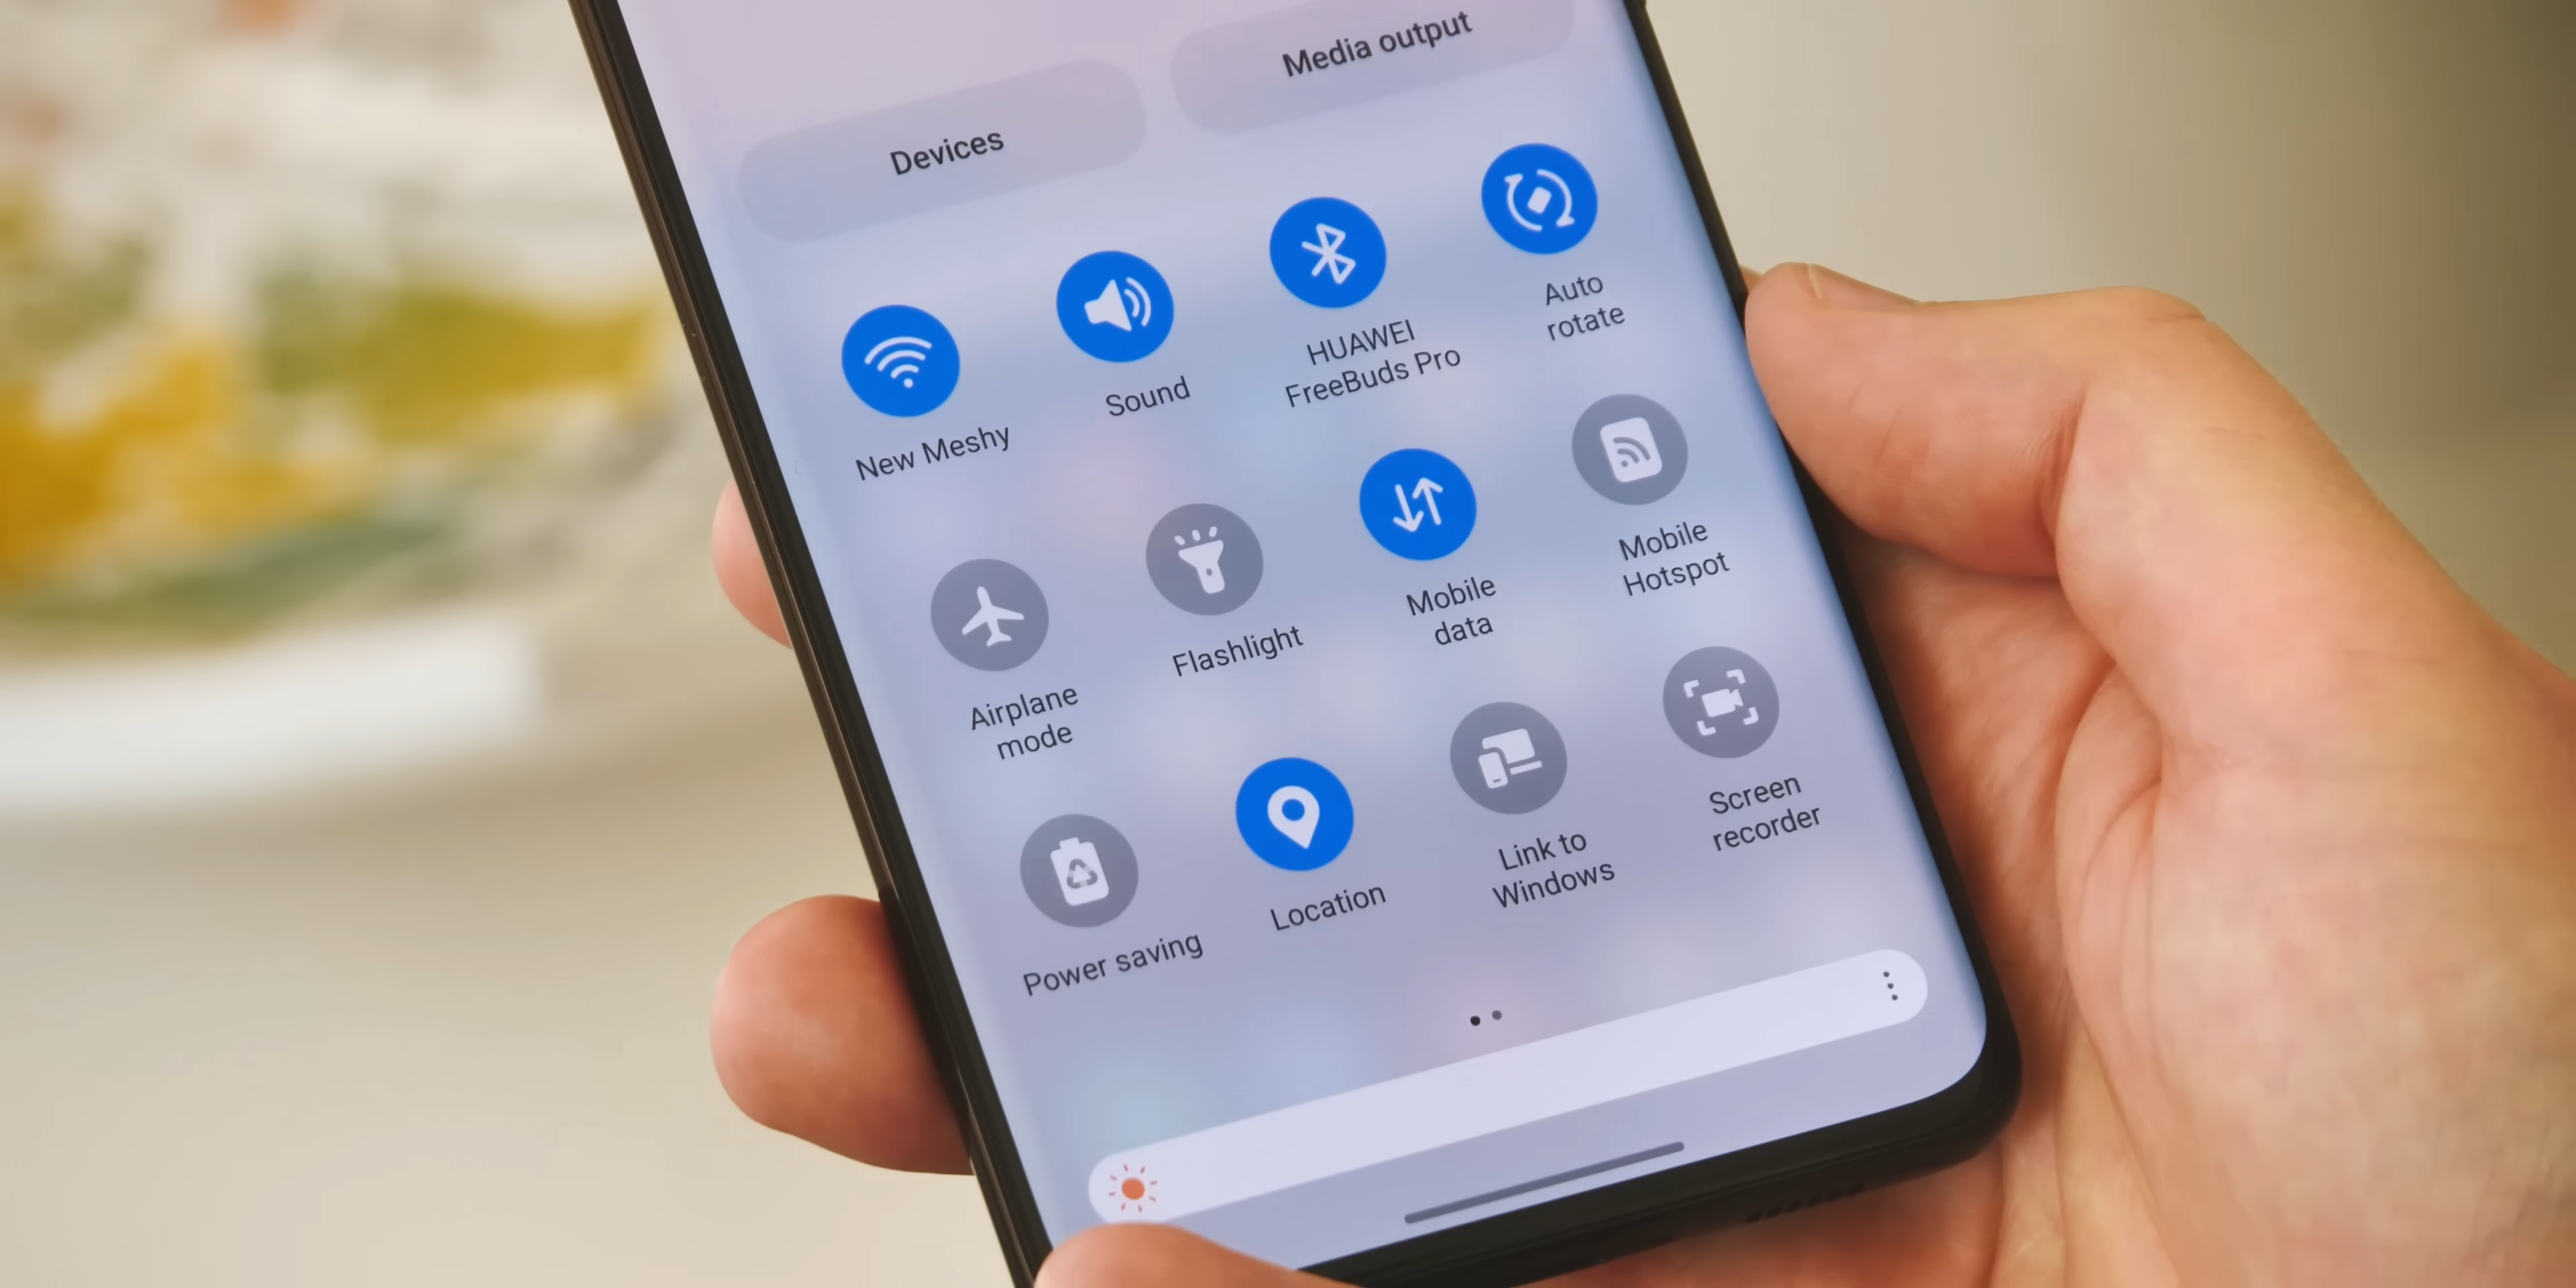 Devices
Media output
New Meshy
Sound
HUAWEI
FreeBuds Pro
Auto
rotate
Airplane
mode
Flashlight
Mobile
data
Mobile
Hotspot
Power saving
Location
Link to
Windows
Screen
recorder